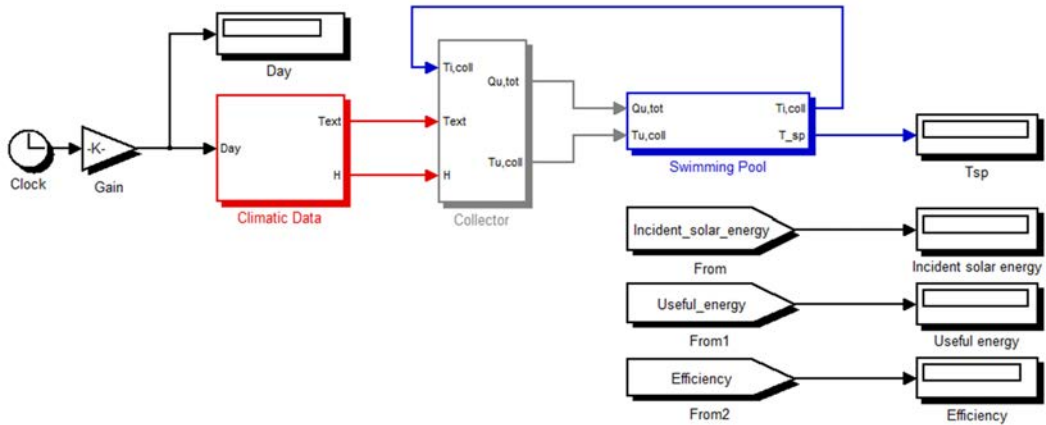 Day
Clock
-K-
Gain
Day
Text
H
Climatic Data
Ti,coll
Text
H
Qu,tot
Tu,coll
Collector
Qu,tot
Tu,coll
Ti,coll
T_sp
Swimming Pool
Tsp
Incident_solar_energy
From
Incident solar energy
Useful_energy
From1
Useful energy
Efficiency
From2
Efficiency